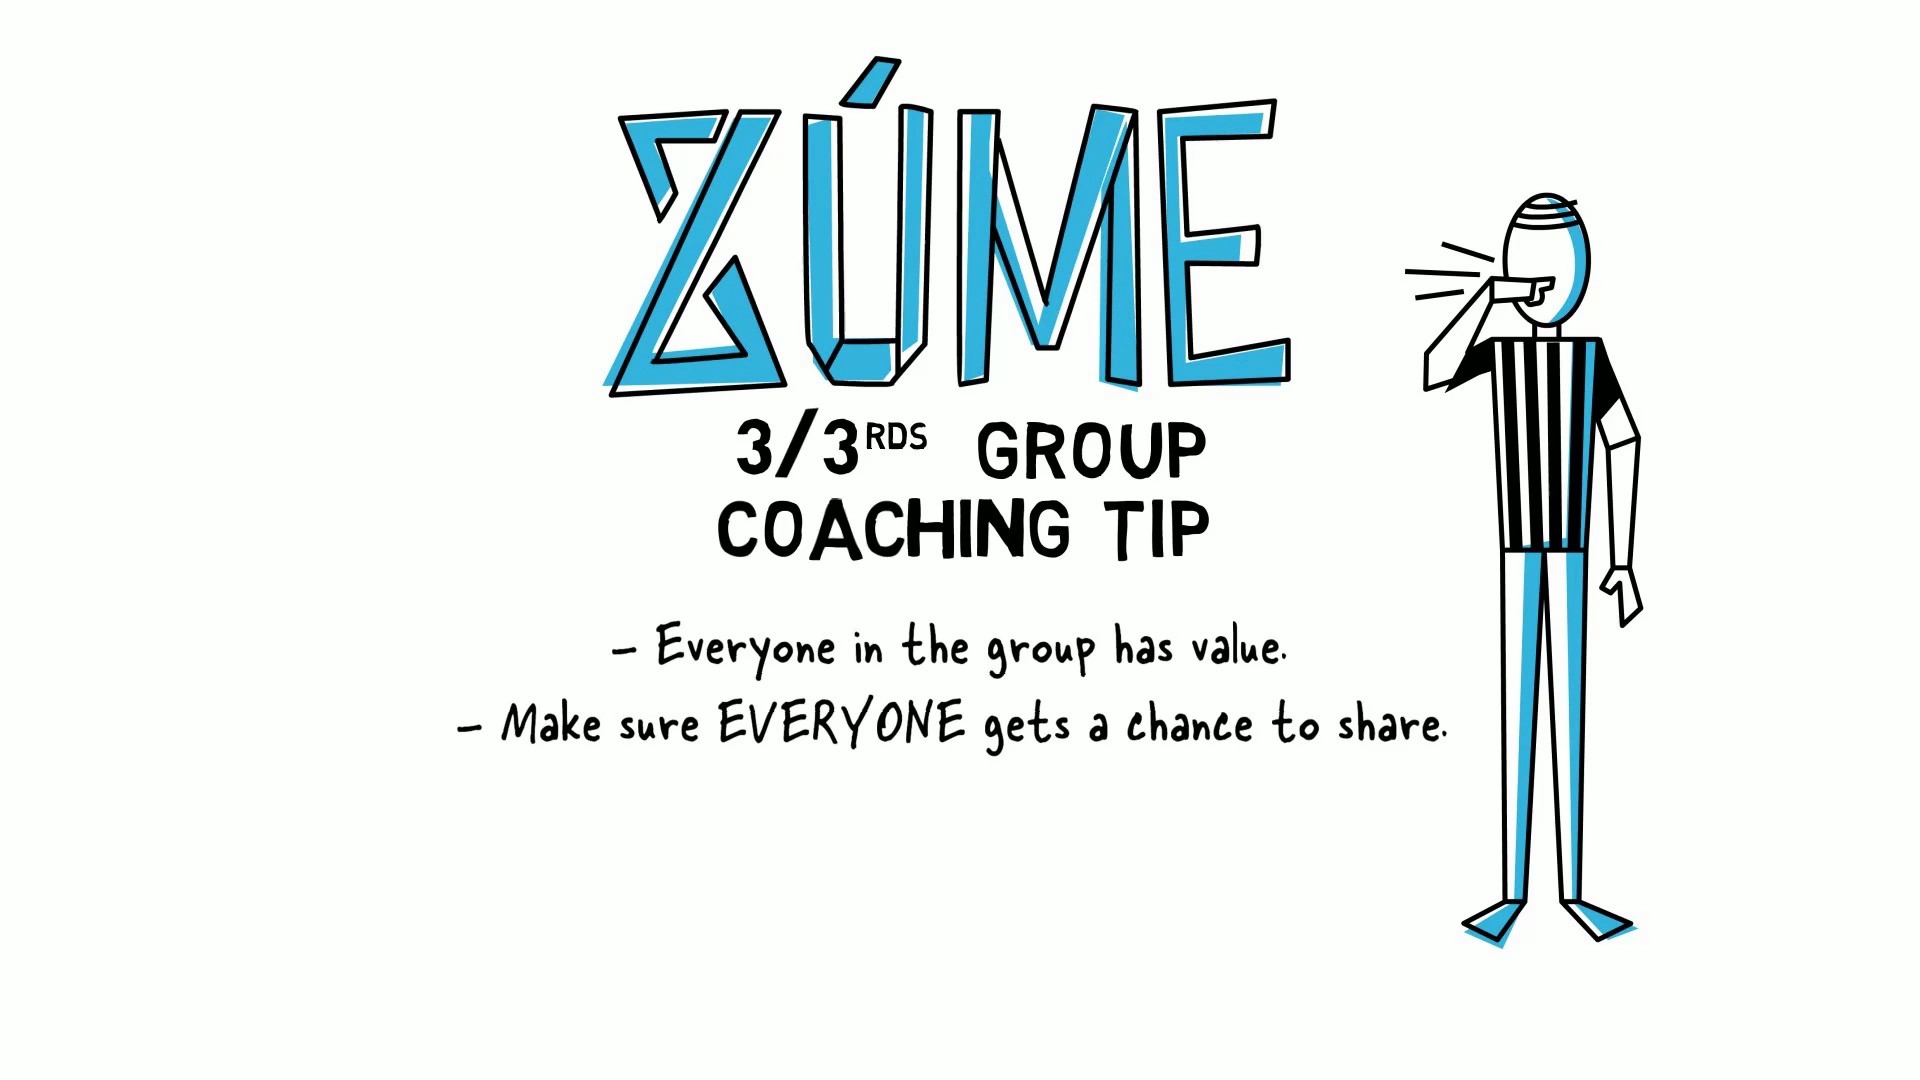 ZÚME
3/3RDS GROUP
COACHING TIP
- Everyone in the group has value.
- Make sure EVERYONE gets a chance to share.